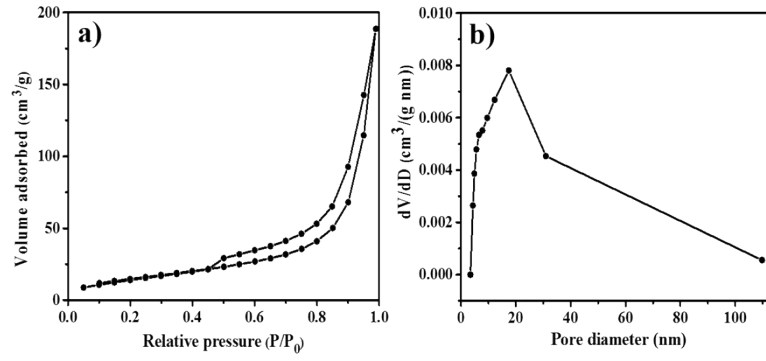 a)
Volume adsorbed (cm³/g)
200
150
100
50
0
0.0 0.2 0.4 0.6 0.8 1.0
Relative pressure (P/P₀)
b)
dV/dD (cm³/(g nm))
0.010
0.008
0.006
0.004
0.002
0.000
0 20 40 60 80 100
Pore diameter (nm)